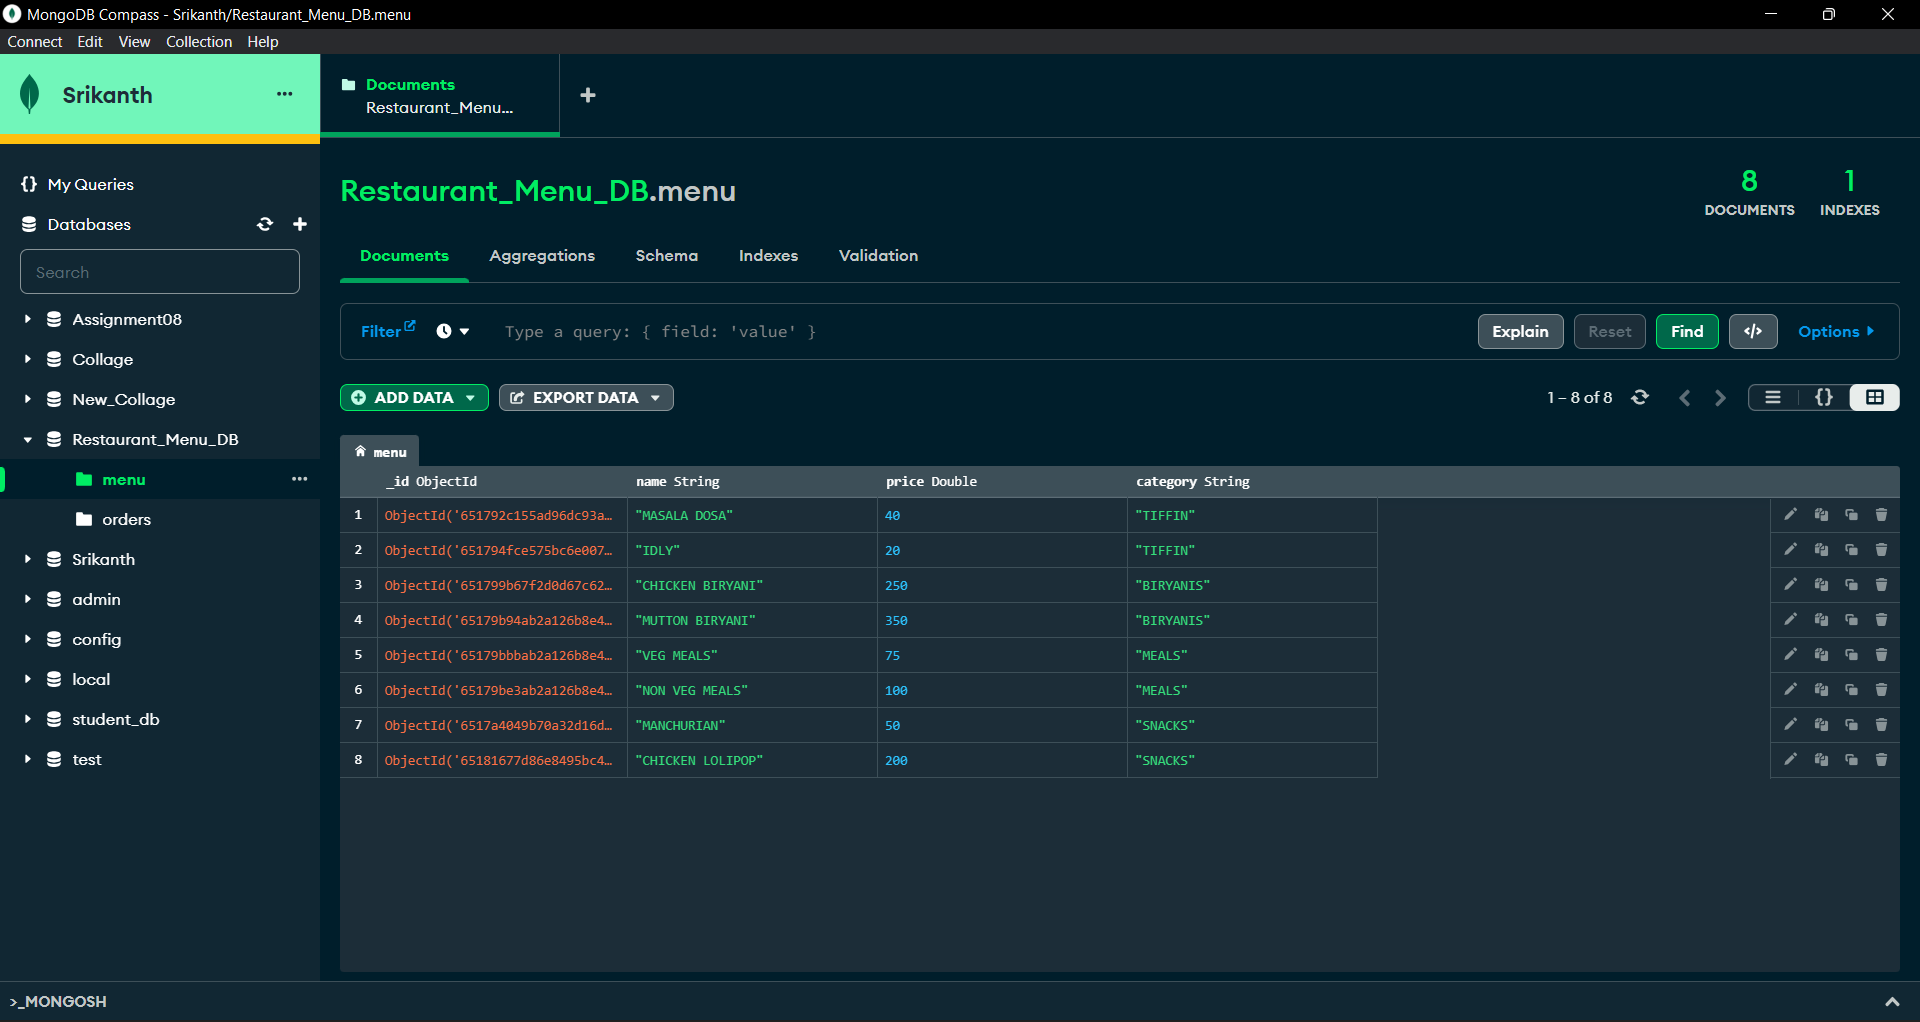 MongoDB Compass - Srikanth/Restaurant_Menu_DB.menu
Connect Edit View Collection Help
Srikanth
Documents
Restaurant_Menu...
My Queries
Databases
Search
Assignment08
Collage
New_Collage
Restaurant_Menu_DB
menu
orders
Srikanth
admin
config
local
student_db
test
Restaurant_Menu_DB.menu
8
DOCUMENTS
1
INDEXES
Documents Aggregations Schema Indexes Validation
Filter Type a query: { field: 'value' } Explain Reset Find </> Options
ADD DATA EXPORT DATA 1 – 8 of 8 {}
menu
_id ObjectId name String price Double category String
1 ObjectId('651792c155ad96dc93a… "MASALA DOSA" 40 "TIFFIN"
2 ObjectId('651794fce575bc6e007… "IDLY" 20 "TIFFIN"
3 ObjectId('651799b67f2d0d67c62… "CHICKEN BIRYANI" 250 "BIRYANIS"
4 ObjectId('65179b94ab2a126b8e4… "MUTTON BIRYANI" 350 "BIRYANIS"
5 ObjectId('65179bbbab2a126b8e4… "VEG MEALS" 75 "MEALS"
6 ObjectId('65179be3ab2a126b8e4… "NON VEG MEALS" 100 "MEALS"
7 ObjectId('6517a4049b70a32d16d… "MANCHURIAN" 50 "SNACKS"
8 ObjectId('65181677d86e8495bc4… "CHICKEN LOLIPOP" 200 "SNACKS"
>_MONGOSH